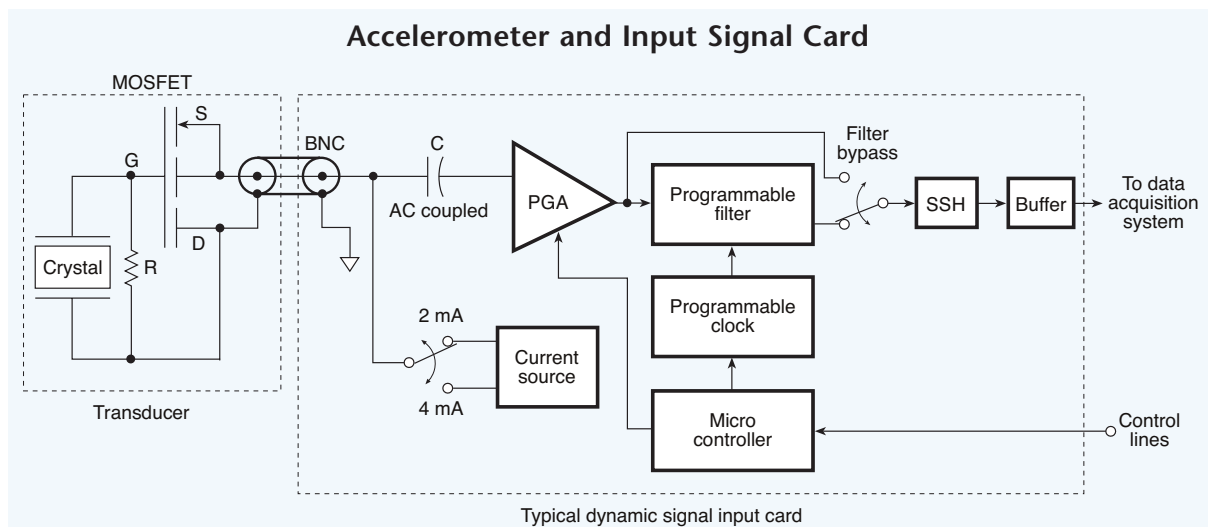 Accelerometer and Input Signal Card
MOSFET
S
G
D
Crystal
R
Transducer
BNC
C
AC coupled
PGA
Filter
bypass
Programmable
filter
SSH
Buffer
To data
acquisition
system
Programmable
clock
2 mA
Current
source
4 mA
Micro
controller
Control
lines
Typical dynamic signal input card